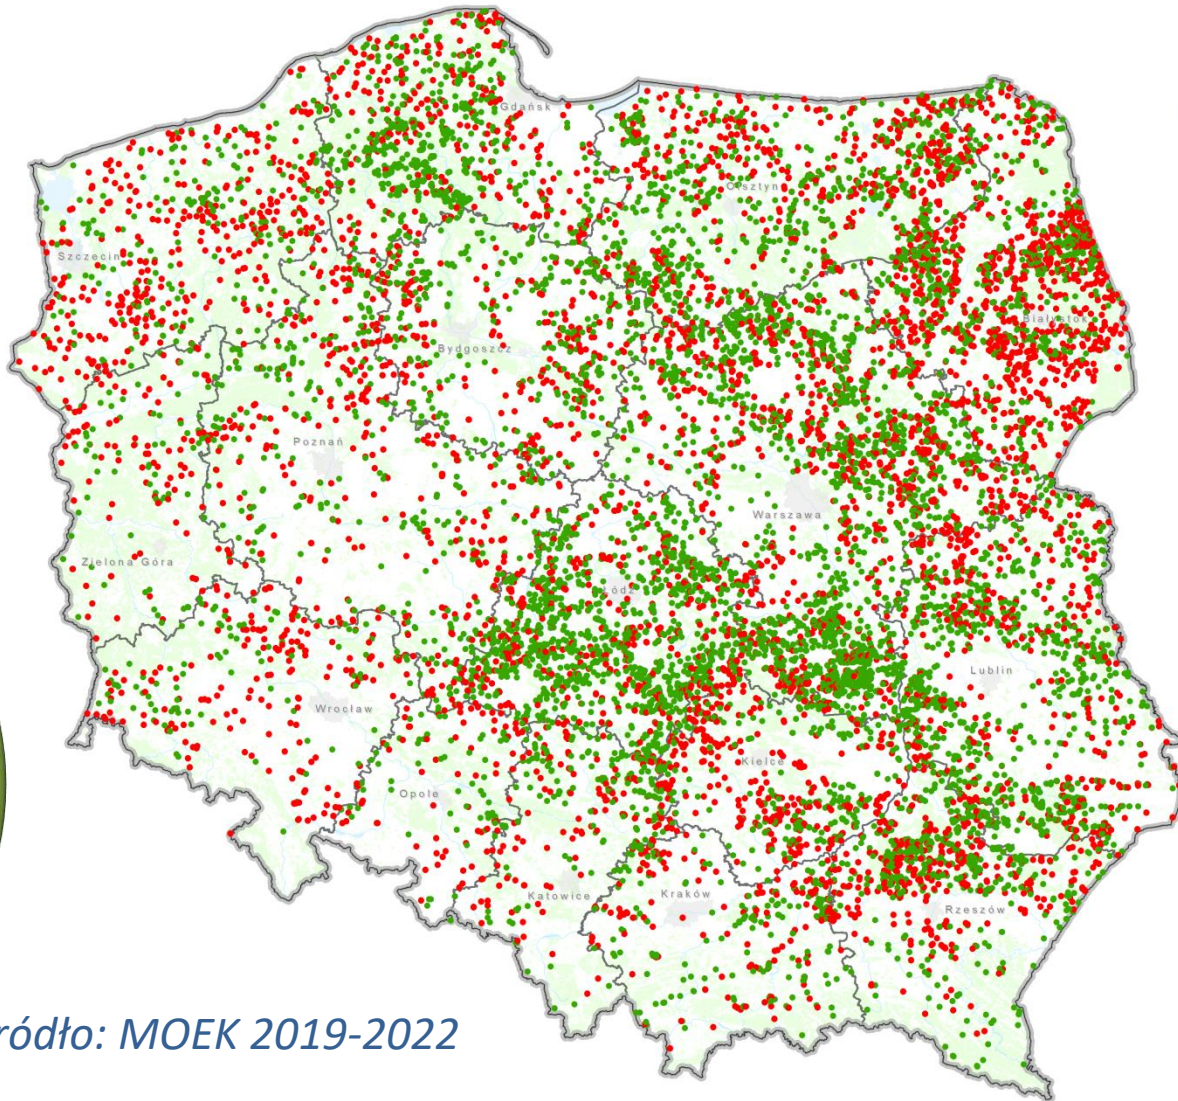 Gdańsk
Olsztyn
Szczecin
Białystok
Bydgoszcz
Poznań
Warszawa
Zielona Góra
Łódź
Lublin
Wrocław
Kielce
Opole
Katowice
Kraków
Rzeszów
ródło: MOEK 2019-2022